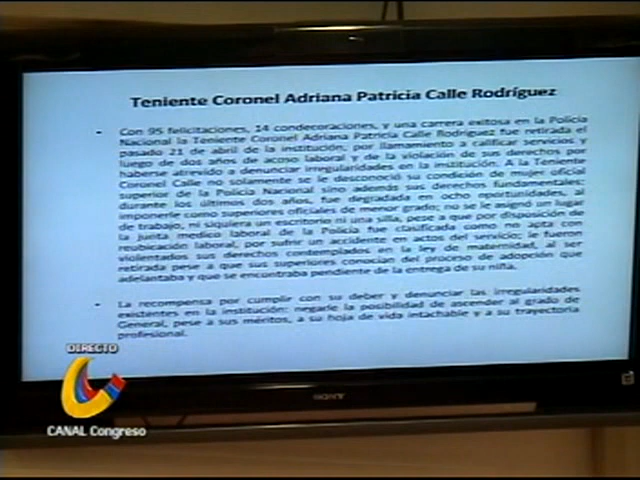 Teniente Coronel Adriana Patricia Calle Rodríguez
- Con 95 felicitaciones, 14 condecoraciones, y una carrera exitosa en la Policía
Nacional la Teniente Coronel Adriana Patricia Calle Rodríguez fue retirada el
pasado 21 de abril de la institución, por llamamiento a calificar servicios y
luego de dos años de acoso laboral y de la violación de sus derechos por
haberse atrevido a denunciar irregularidades en la institución. A la Teniente
Coronel Calle no solamente se le desconoció su condición de mujer oficial
superior de la Policía Nacional sino además sus derechos fundamentales;
durante los últimos dos años, fue degradada en ocho oportunidades, al
imponerle como superiores oficiales de menor grado; no se le asignó un lugar
de trabajo, ni siquiera un escritorio ni una silla, pese a que por disposición de
la junta medico laboral de la Policía fue clasificada como no apta con
reubicación laboral, por sufrir un accidente en actos del servicio; le fueron
violentados sus derechos contemplados en la ley de maternidad, al ser
retirada pese a que sus superiores conocían del proceso de adopción que
adelantaba y que se encontraba pendiente de la entrega de su niña.
- La recompensa por cumplir con su deber y denunciar las irregularidades
existentes en la institución: negarle la posibilidad de ascender al grado de
General, pese a sus méritos, a su hoja de vida intachable y a su trayectoria
profesional.
DIRECTO
SONY
CANAL Congreso